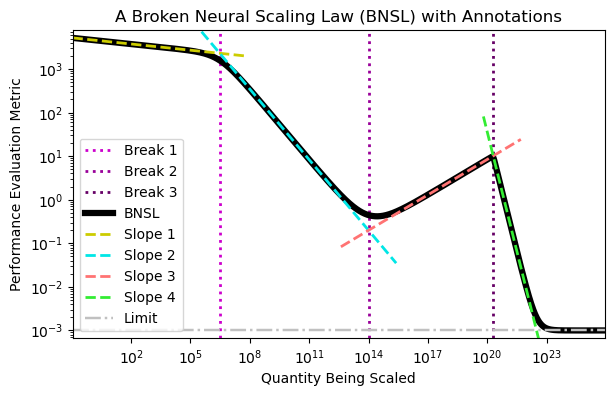 A Broken Neural Scaling Law (BNSL) with Annotations
Performance Evaluation Metric
10³
10²
10¹
10⁰
10⁻¹
10⁻²
10⁻³
Break 1
Break 2
Break 3
BNSL
Slope 1
Slope 2
Slope 3
Slope 4
Limit
10² 10⁵ 10⁸ 10¹¹ 10¹⁴ 10¹⁷ 10²⁰ 10²³
Quantity Being Scaled